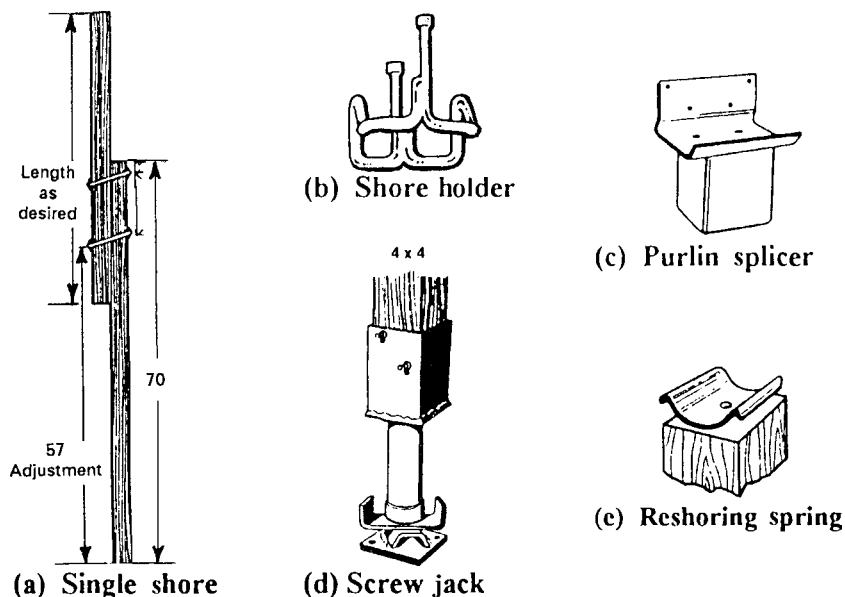 Length
as
desired
57
Adjustment
70
(a) Single shore
(b) Shore holder
(c) Purlin splicer
4 x 4
(d) Screw jack
(e) Reshoring spring